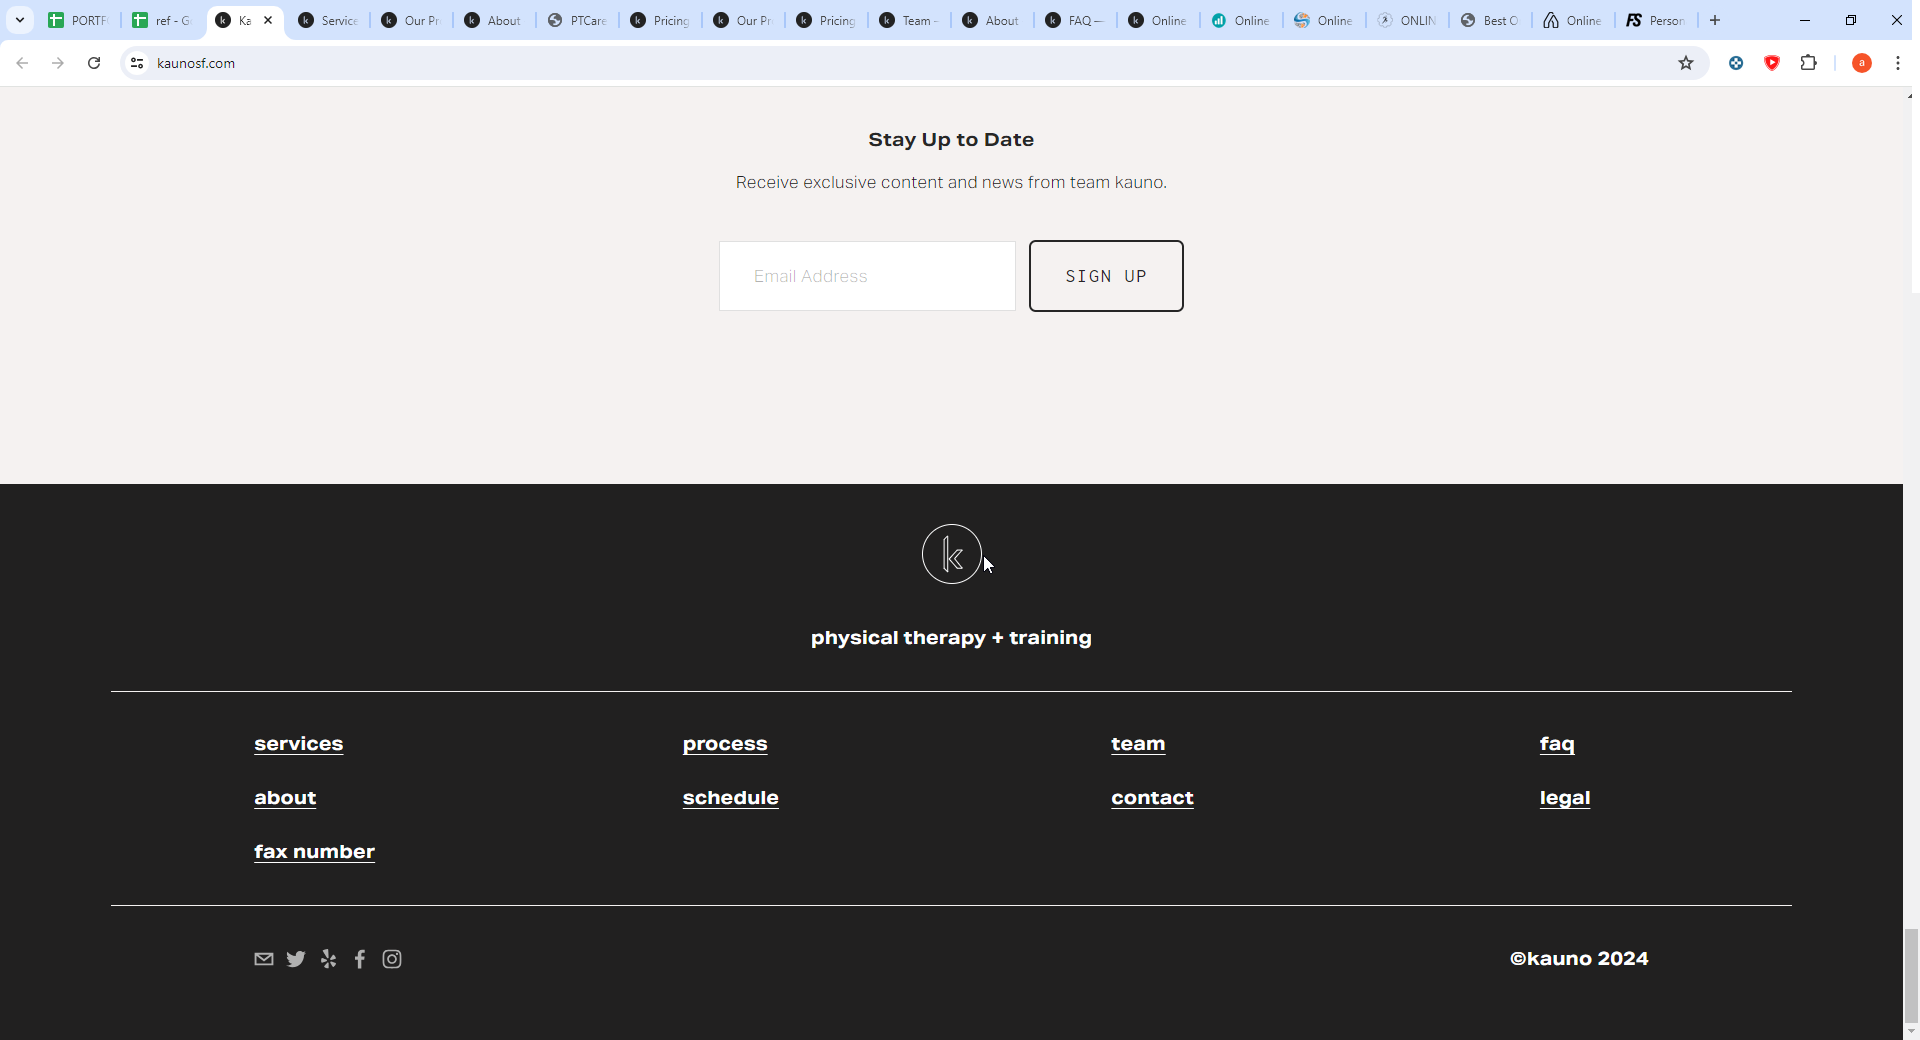 PORTF
ref - G
Ka
Service
Our Pr
About
PTCare
Pricing
Our Pr
Pricing
Team -
About
FAQ —
Online
Online
Online
ONLIN
Best O
Online
FS Person
kaunosf.com
a
Stay Up to Date
Receive exclusive content and news from team kauno.
Email Address
SIGN UP
k
physical therapy + training
services
process
team
faq
about
schedule
contact
legal
fax number
©kauno 2024